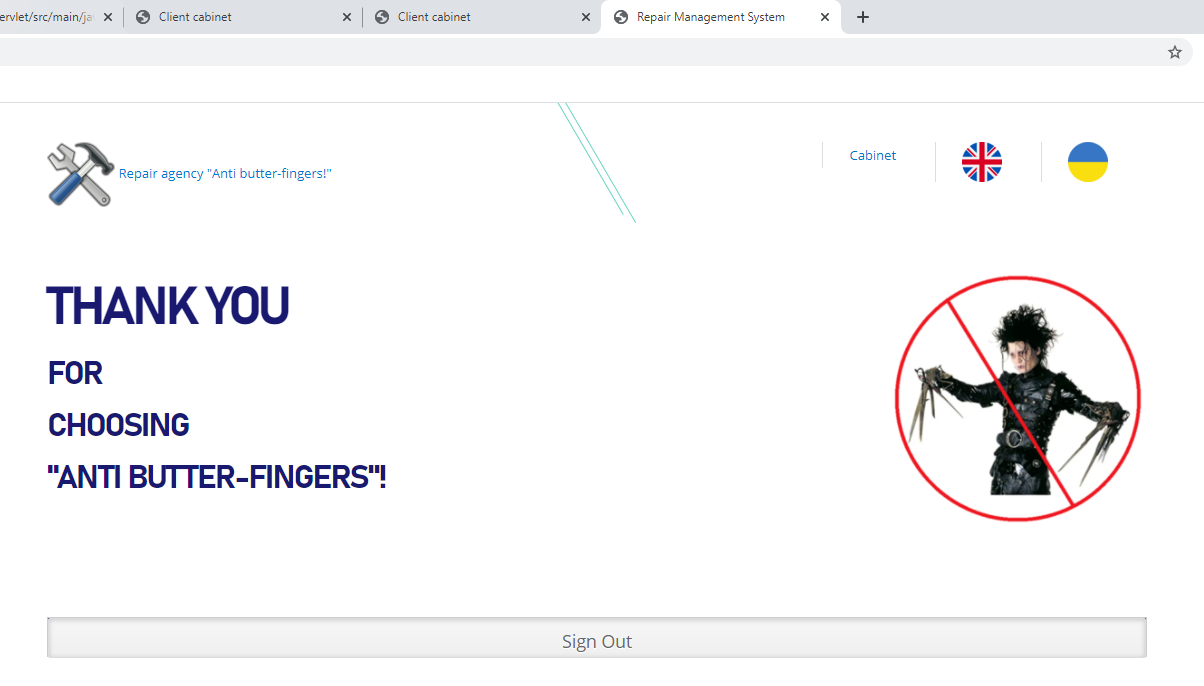 ervlet/src/main/ja
Client cabinet
Client cabinet
Repair Management System
Repair agency "Anti butter-fingers!"
Cabinet
THANK YOU
FOR
CHOOSING
"ANTI BUTTER-FINGERS"!
Sign Out